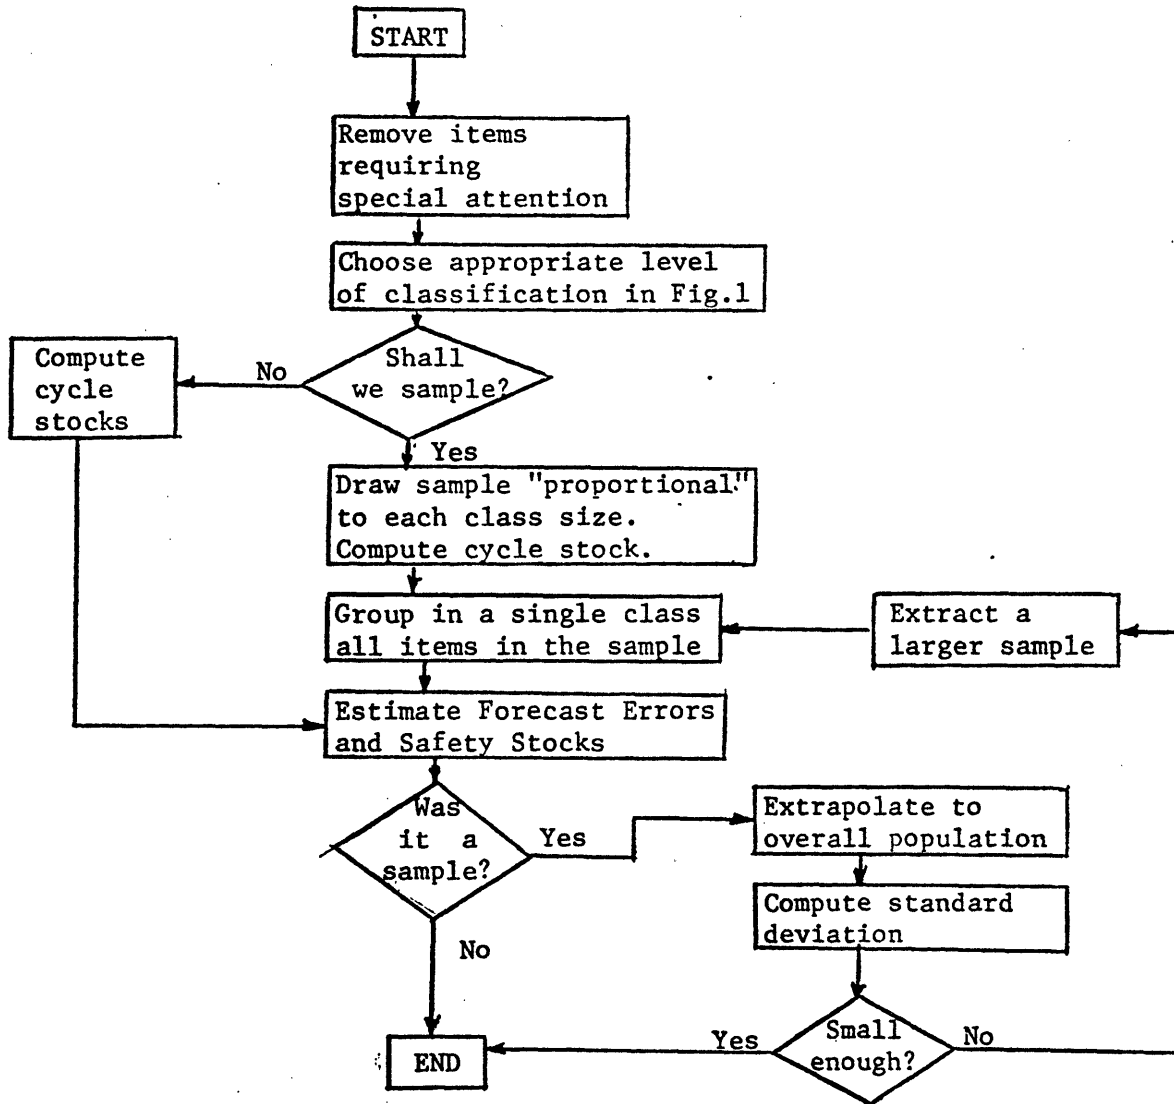 START
Remove items
requiring
special attention
Choose appropriate level
of classification in Fig.1
Shall
we sample?
No
Compute
cycle
stocks
Yes
Draw sample "proportional"
to each class size.
Compute cycle stock.
Group in a single class
all items in the sample
Extract a
larger sample
Estimate Forecast Errors
and Safety Stocks
Was
it a
sample?
Yes
Extrapolate to
overall population
Compute standard
deviation
No
Small
enough?
Yes
No
END